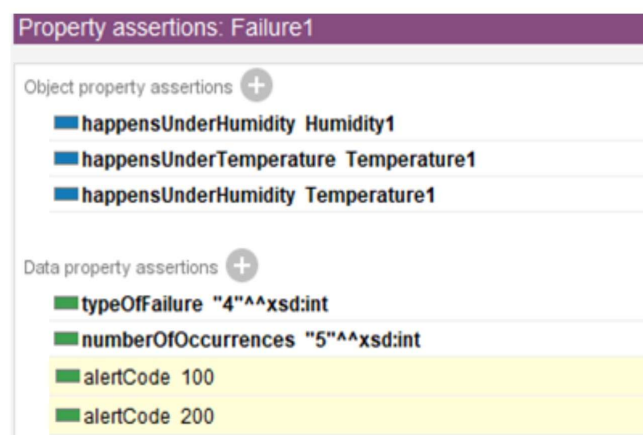 Property assertions: Failure1
Object property assertions
happensUnderHumidity Humidity1
happensUnderTemperature Temperature1
happensUnderHumidity Temperature1
Data property assertions
typeOfFailure "4"^^xsd:int
numberOfOccurrences "5"^^xsd:int
alertCode 100
alertCode 200